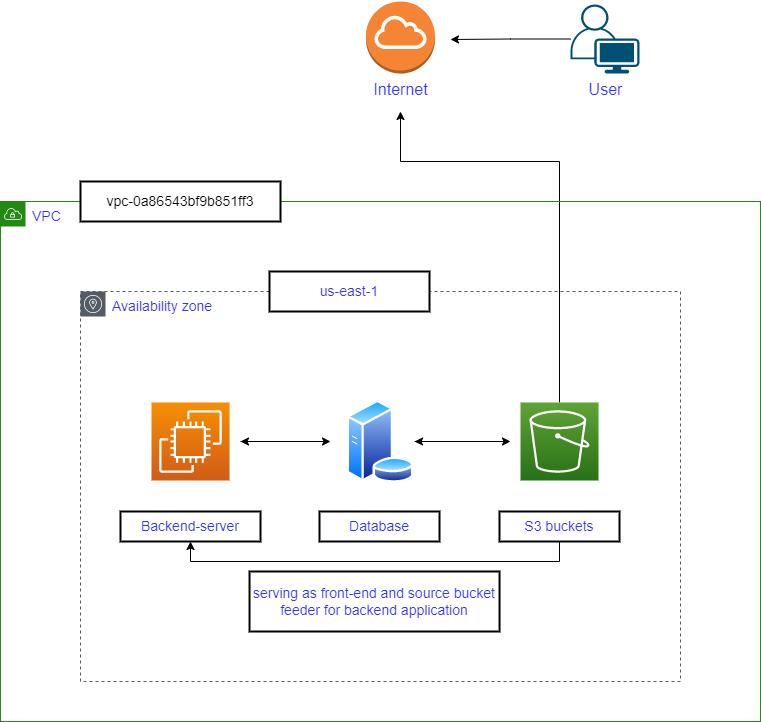 Internet
User
vpc-0a86543bf9b851ff3
VPC
us-east-1
Availability zone
Backend-server
Database
S3 buckets
serving as front-end and source bucket
feeder for backend application